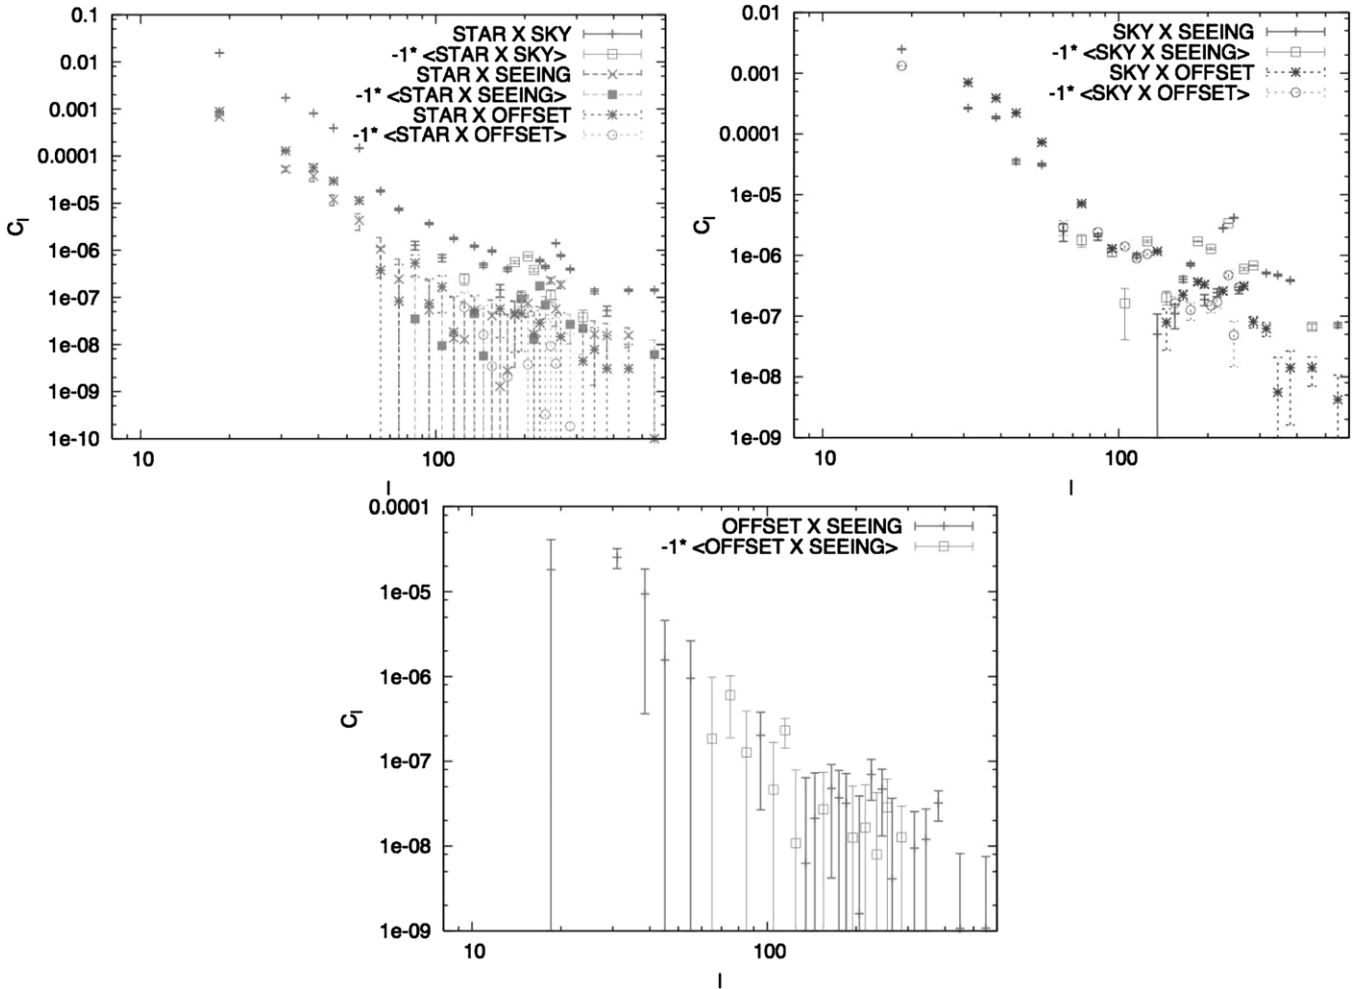 0.1
0.01
0.001
0.0001
1e-05
1e-06
1e-07
1e-08
1e-09
1e-10
10
100
C_l
l
STAR X SKY
-1* <STAR X SKY>
STAR X SEEING
-1* <STAR X SEEING>
STAR X OFFSET
-1* <STAR X OFFSET>
0.01
0.001
0.0001
1e-05
1e-06
1e-07
1e-08
1e-09
10
100
C_l
l
SKY X SEEING
-1* <SKY X SEEING>
SKY X OFFSET
-1* <SKY X OFFSET>
0.0001
1e-05
1e-06
1e-07
1e-08
1e-09
10
100
C_l
l
OFFSET X SEEING
-1* <OFFSET X SEEING>